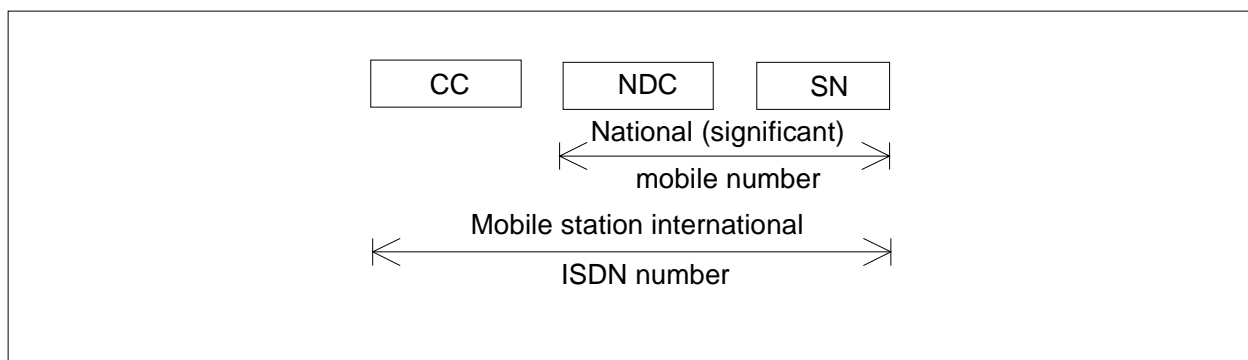 CC NDC SN
National (significant)
mobile number
Mobile station international
ISDN number